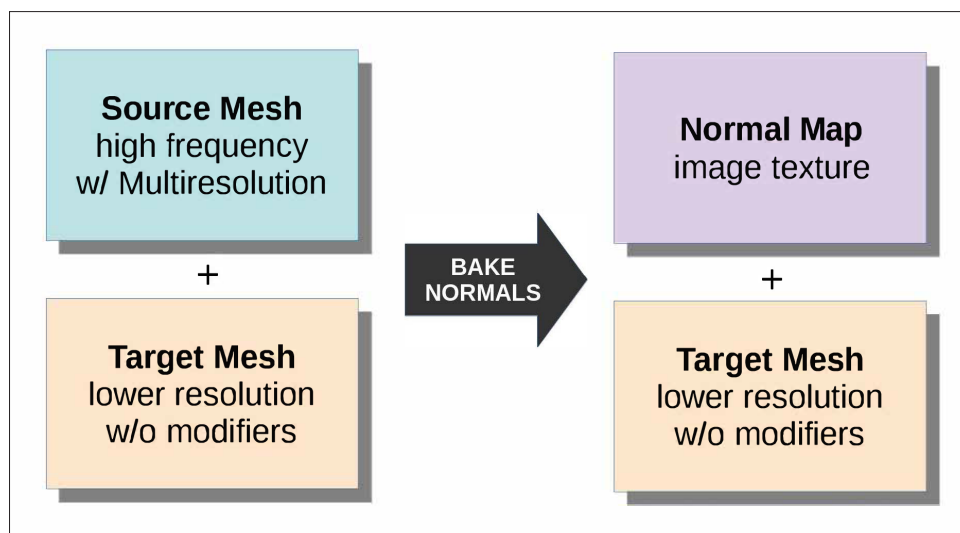 Source Mesh
high frequency
w/ Multiresolution
+
Target Mesh
lower resolution
w/o modifiers
BAKE
NORMALS
Normal Map
image texture
+
Target Mesh
lower resolution
w/o modifiers